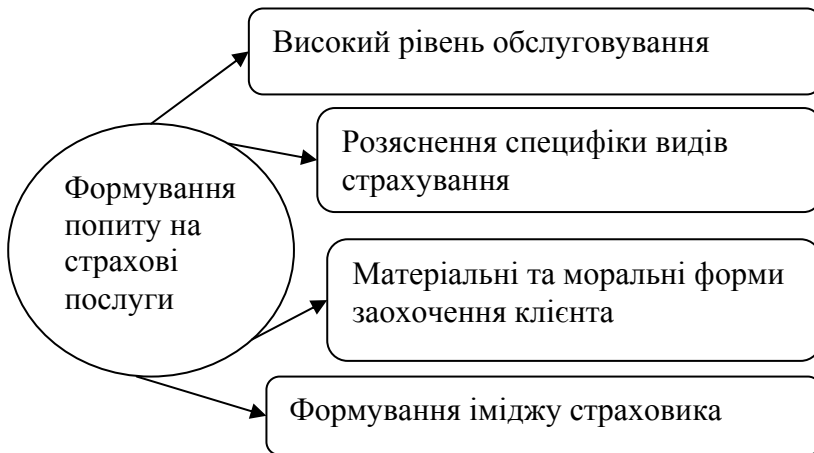 Високий рівень обслуговування
Розяснення специфіки видів
страхування
Формування
попиту на
страхові
послуги
Матеріальні та моральні форми
заохочення клієнта
Формування іміджу страховика